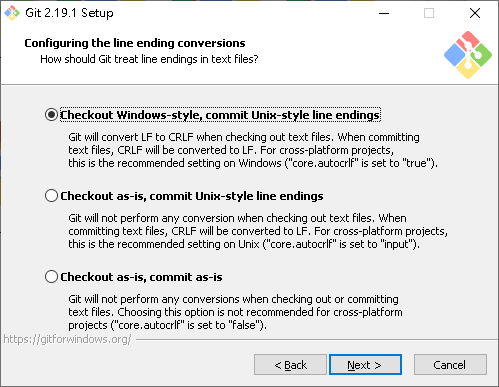 Git 2.19.1 Setup
Configuring the line ending conversions
How should Git treat line endings in text files?
Checkout Windows-style, commit Unix-style line endings
Git will convert LF to CRLF when checking out text files. When committing
text files, CRLF will be converted to LF. For cross-platform projects,
this is the recommended setting on Windows ("core.autocrlf" is set to "true").
Checkout as-is, commit Unix-style line endings
Git will not perform any conversion when checking out text files. When
committing text files, CRLF will be converted to LF. For cross-platform projects,
this is the recommended setting on Unix ("core.autocrlf" is set to "input").
Checkout as-is, commit as-is
Git will not perform any conversions when checking out or committing
text files. Choosing this option is not recommended for cross-platform
projects ("core.autocrlf" is set to "false").
https://gitforwindows.org/
< Back
Next >
Cancel